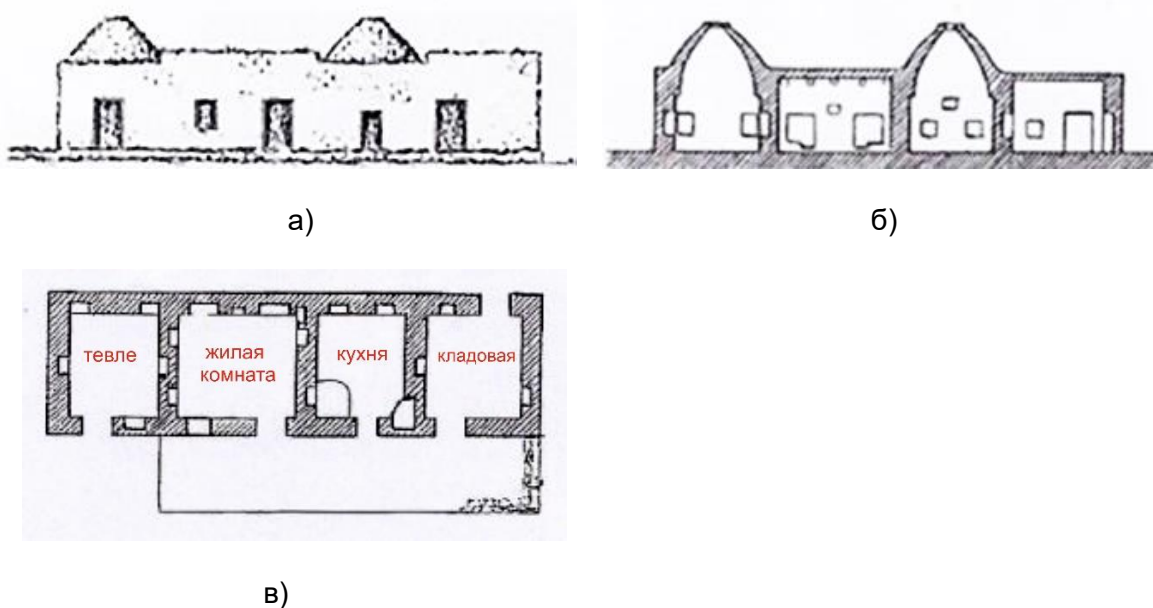 а)
б)
тевле
жилая
комната
кухня
кладовая
в)